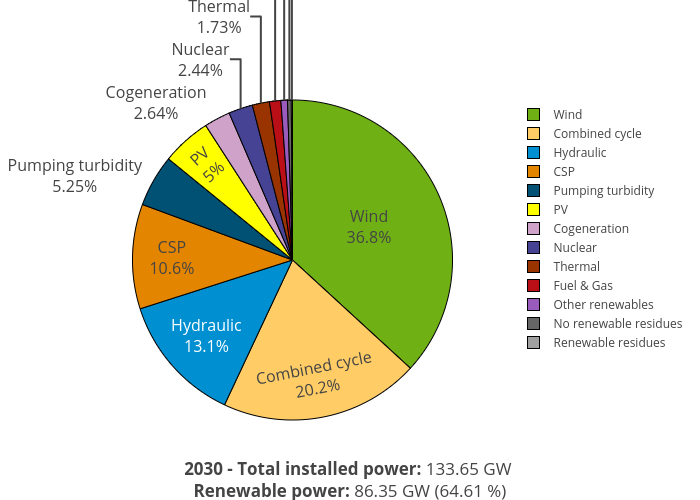 Thermal
1.73%
Nuclear
2.44%
Cogeneration
2.64%
Pumping turbidity
5.25%
PV
5%
CSP
10.6%
Hydraulic
13.1%
Combined cycle
20.2%
Wind
36.8%
Wind
Combined cycle
Hydraulic
CSP
Pumping turbidity
PV
Cogeneration
Nuclear
Thermal
Fuel & Gas
Other renewables
No renewable residues
Renewable residues
2030 - Total installed power: 133.65 GW
Renewable power: 86.35 GW (64.61 %)